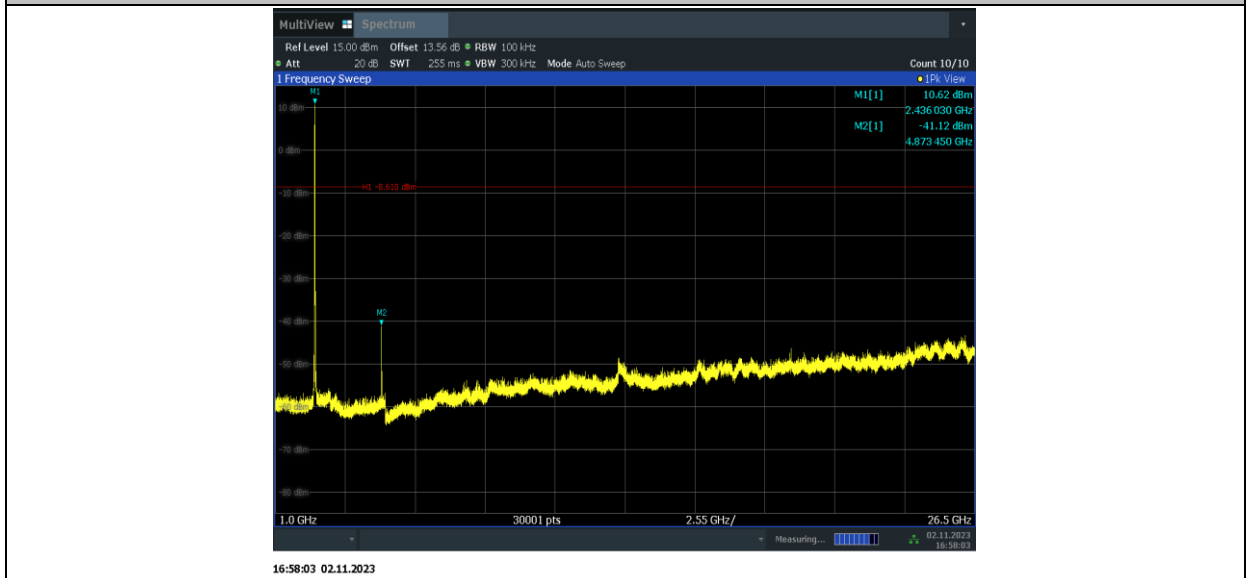 MultiView Spectrum
Ref Level 15.00 dBm Offset 13.56 dB RBW 100 kHz
Att 20 dB SWT 255 ms VBW 300 kHz Mode Auto Sweep Count 10/10
1 Frequency Sweep 1Pk View
M1 M1[1] 10.62 dBm
2.436 030 GHz
10 dBm
M2[1] -41.12 dBm
4.873 450 GHz
0 dBm
H1 -8.610 dBm
-10 dBm
-20 dBm
-30 dBm
M2
-40 dBm
-50 dBm
-70 dBm
-80 dBm
1.0 GHz 30001 pts 2.55 GHz/ 26.5 GHz
Measuring... 02.11.2023
16:58:03
16:58:03 02.11.2023